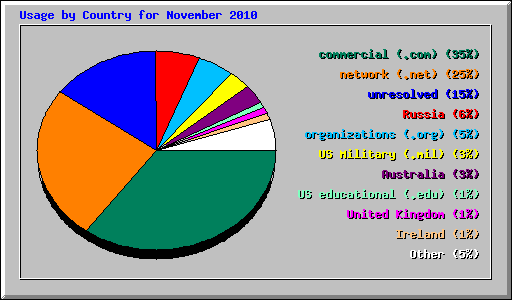 Usage by Country for November 2010
commercial (.com) (35%)
network (.net) (25%)
unresolved (15%)
Russia (6%)
organizations (.org) (5%)
US Military (.mil) (3%)
Australia (3%)
US educational (.edu) (1%)
United Kingdom (1%)
Ireland (1%)
Other (5%)